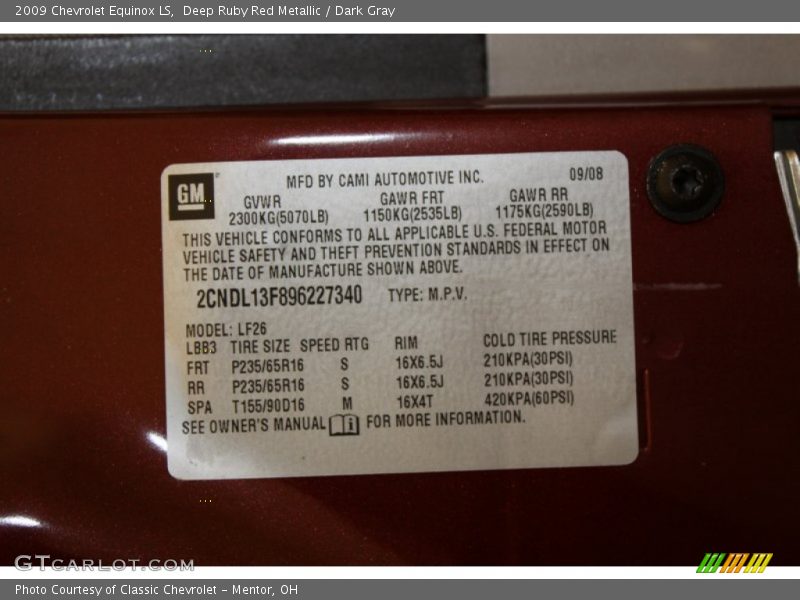 2009 Chevrolet Equinox LS, Deep Ruby Red Metallic / Dark Gray
GM
MFD BY CAMI AUTOMOTIVE INC. 09/08
GVWR GAWR FRT GAWR RR
2300KG(5070LB) 1150KG(2535LB) 1175KG(2590LB)
THIS VEHICLE CONFORMS TO ALL APPLICABLE U.S. FEDERAL MOTOR
VEHICLE SAFETY AND THEFT PREVENTION STANDARDS IN EFFECT ON
THE DATE OF MANUFACTURE SHOWN ABOVE.
2CNDL13F896227340 TYPE: M.P.V.
MODEL: LF26
LBB3 TIRE SIZE SPEED RTG RIM COLD TIRE PRESSURE
FRT P235/65R16 S 16X6.5J 210KPA(30PSI)
RR P235/65R16 S 16X6.5J 210KPA(30PSI)
SPA T155/90D16 M 16X4T 420KPA(60PSI)
SEE OWNER'S MANUAL FOR MORE INFORMATION.
GTCARLOT.COM
Photo Courtesy of Classic Chevrolet - Mentor, OH